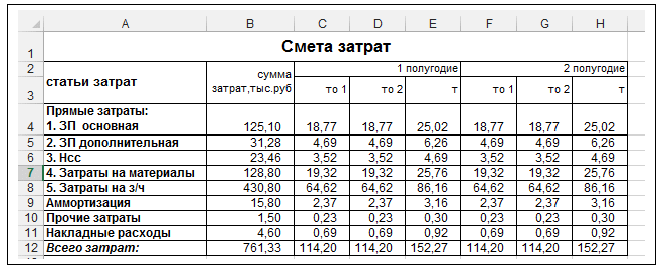 A B C D E F G H
1 Смета затрат
2 статьи затрат сумма затрат,тыс.руб 1 полугодие 2 полугодие
3 то 1 то 2 т то 1 то 2 т
Прямые затраты:
4 1. ЗП основная 125,10 18,77 18,77 25,02 18,77 18,77 25,02
5 2. ЗП дополнительная 31,28 4,69 4,69 6,26 4,69 4,69 6,26
6 3. Нсс 23,46 3,52 3,52 4,69 3,52 3,52 4,69
7 4. Затраты на материалы 128,80 19,32 19,32 25,76 19,32 19,32 25,76
8 5. Затраты на з/ч 430,80 64,62 64,62 86,16 64,62 64,62 86,16
9 Аммортизация 15,80 2,37 2,37 3,16 2,37 2,37 3,16
10 Прочие затраты 1,50 0,23 0,23 0,30 0,23 0,23 0,30
11 Накладные расходы 4,60 0,69 0,69 0,92 0,69 0,69 0,92
12 Всего затрат: 761,33 114,20 114,20 152,27 114,20 114,20 152,27